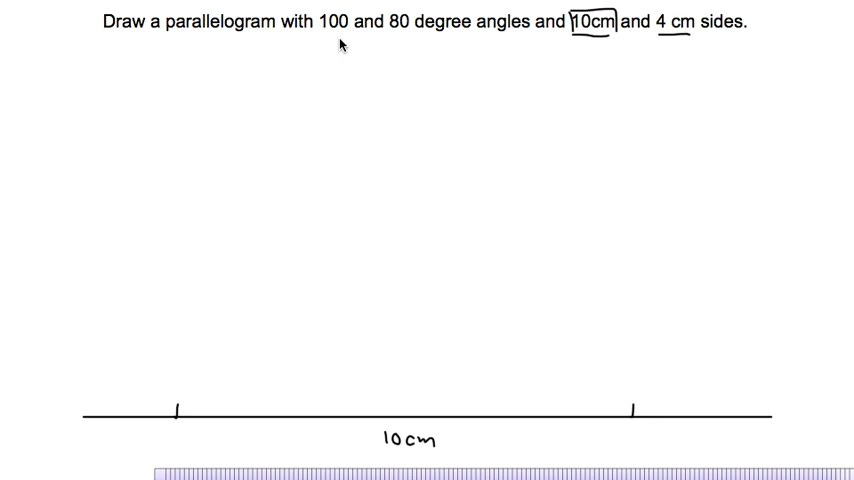 Draw a parallelogram with 100 and 80 degree angles and 10cm and 4 cm sides.
10cm